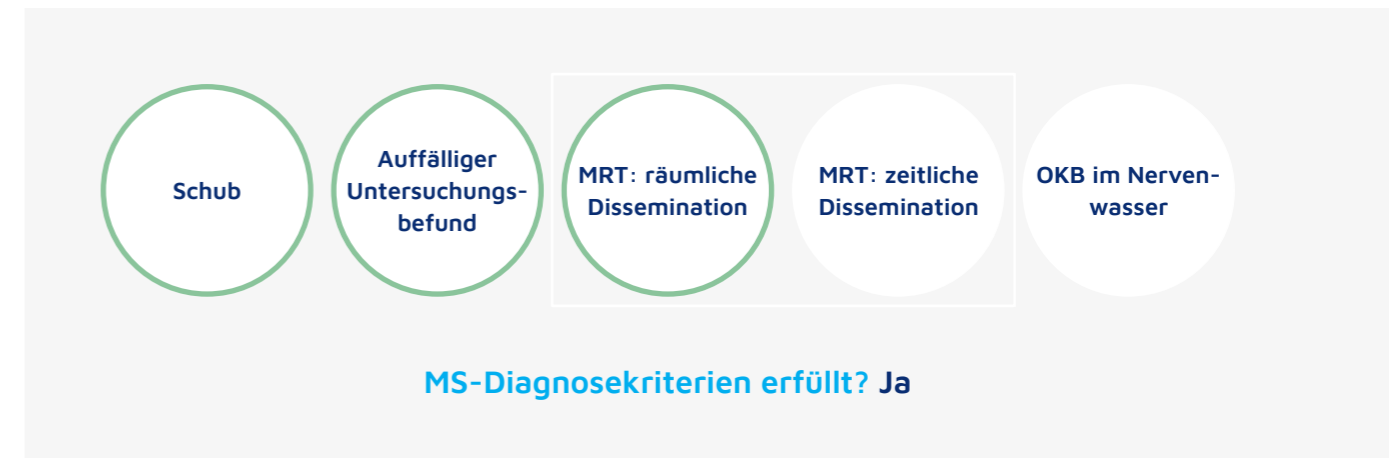 Schub
Auffälliger
Untersuchungs-
befund
MRT: räumliche
Dissemination
MRT: zeitliche
Dissemination
OKB im Nerven-
wasser
MS-Diagnosekriterien erfüllt? Ja